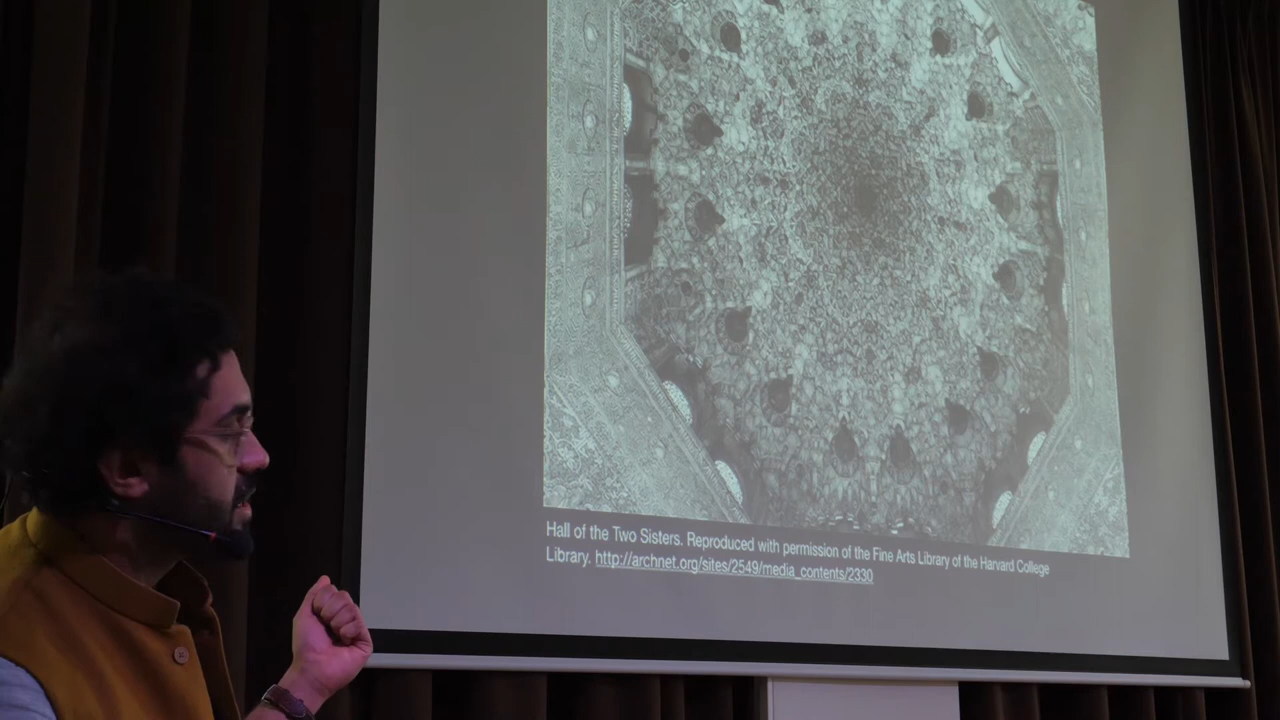 Hall of the Two Sisters. Reproduced with permission of the Fine Arts Library of the Harvard College
Library. http://archnet.org/sites/2549/media_contents/2330